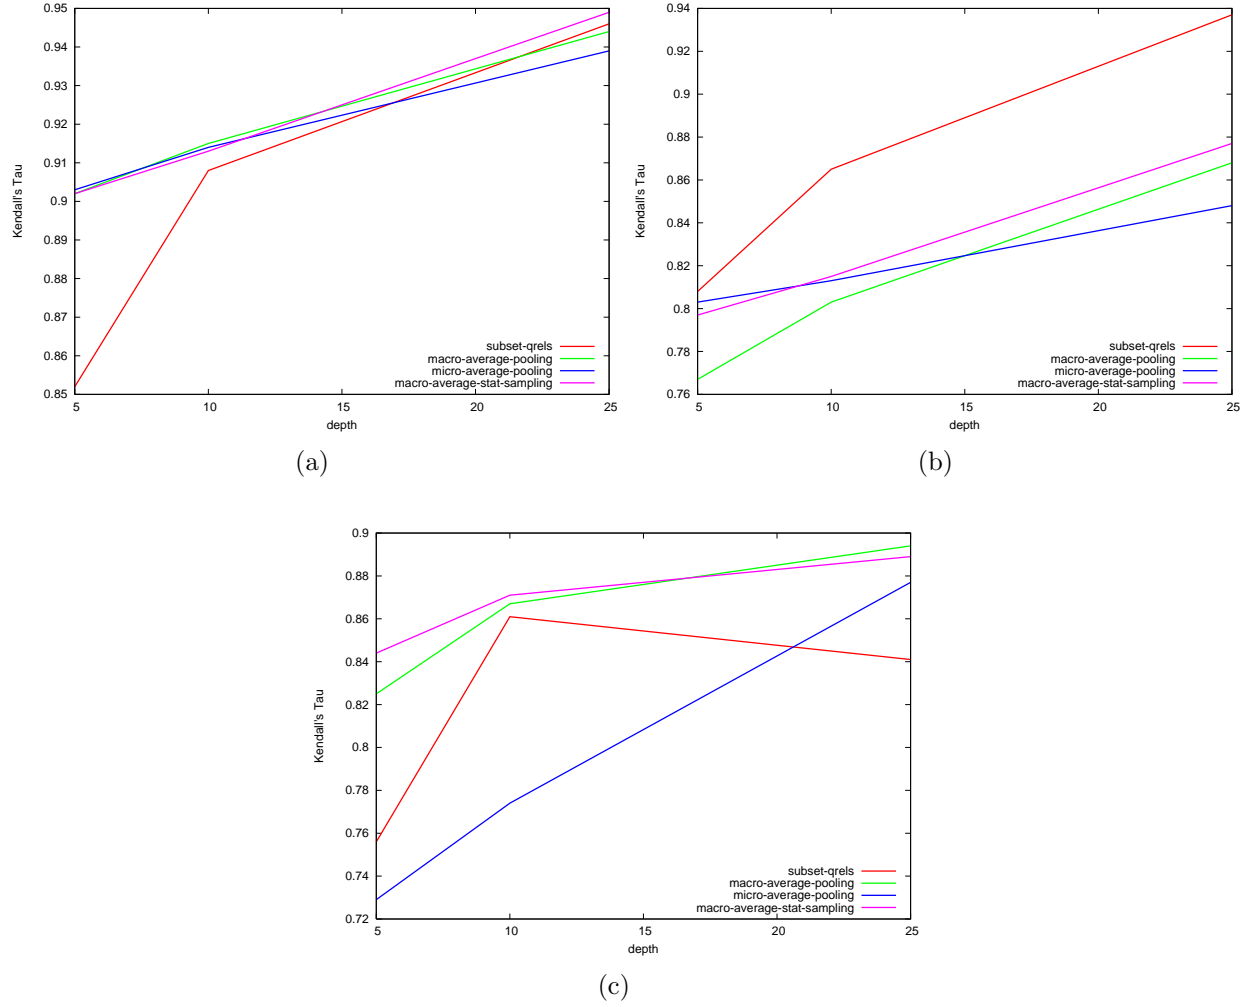 0.95
0.94
0.93
0.92
0.91
0.9
0.89
0.88
0.87
0.86
0.85
Kendall's Tau
subset-qrels
macro-average-pooling
micro-average-pooling
macro-average-stat-sampling
5 10 15 20 25
depth
(a)
0.94
0.92
0.9
0.88
0.86
0.84
0.82
0.8
0.78
0.76
Kendall's Tau
subset-qrels
macro-average-pooling
micro-average-pooling
macro-average-stat-sampling
5 10 15 20 25
depth
(b)
0.9
0.88
0.86
0.84
0.82
0.8
0.78
0.76
0.74
0.72
Kendall's Tau
subset-qrels
macro-average-pooling
micro-average-pooling
macro-average-stat-sampling
5 10 15 20 25
depth
(c)